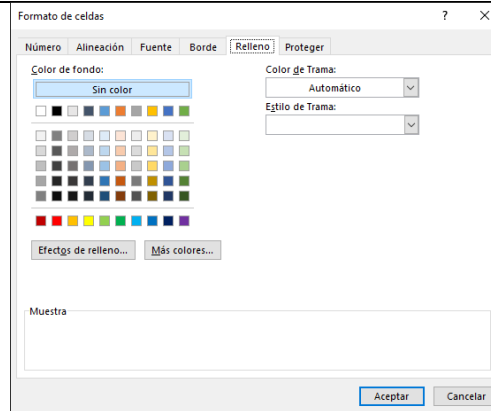 Formato de celdas ? ×
Número Alineación Fuente Borde Relleno Proteger
Color de fondo: Color de Trama:
Sin color Automático
Estilo de Trama:
Efectos de relleno... Más colores...
Muestra
Aceptar Cancelar